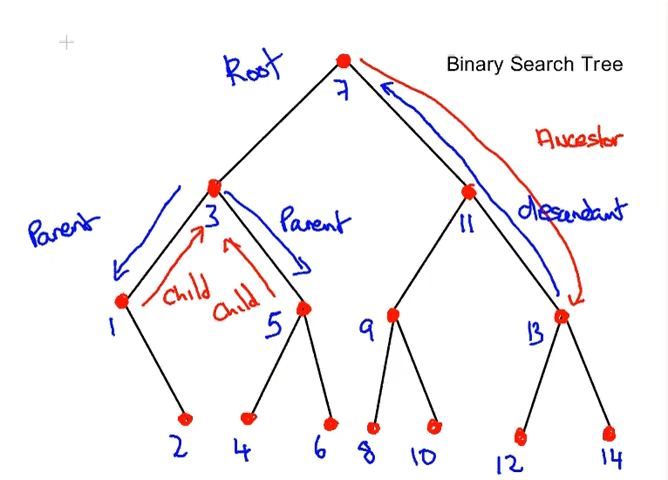 Root
Binary Search Tree
7
Ancestor
Parent
3
Parent
11
descendant
1
child
child
5
9
13
2
4
6
8
10
12
14